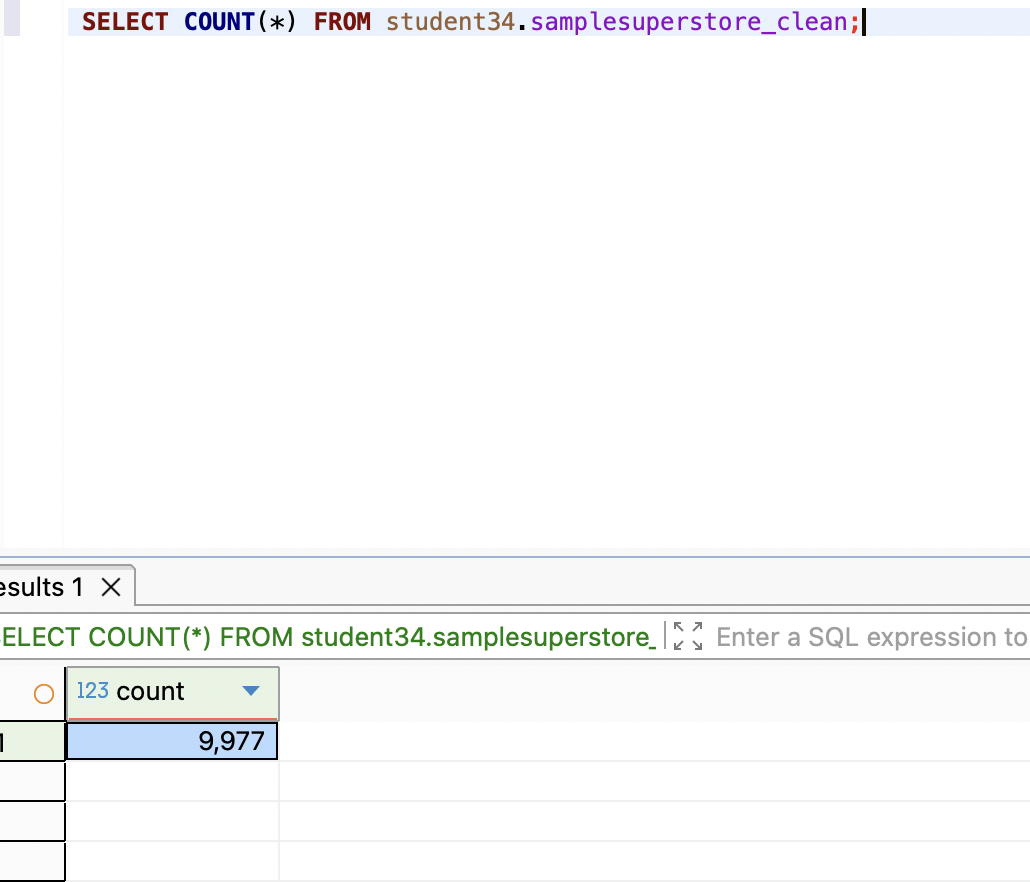 SELECT COUNT(*) FROM student34.samplesuperstore_clean;
esults 1
ELECT COUNT(*) FROM student34.samplesuperstore_
Enter a SQL expression to
123 count
1
9,977